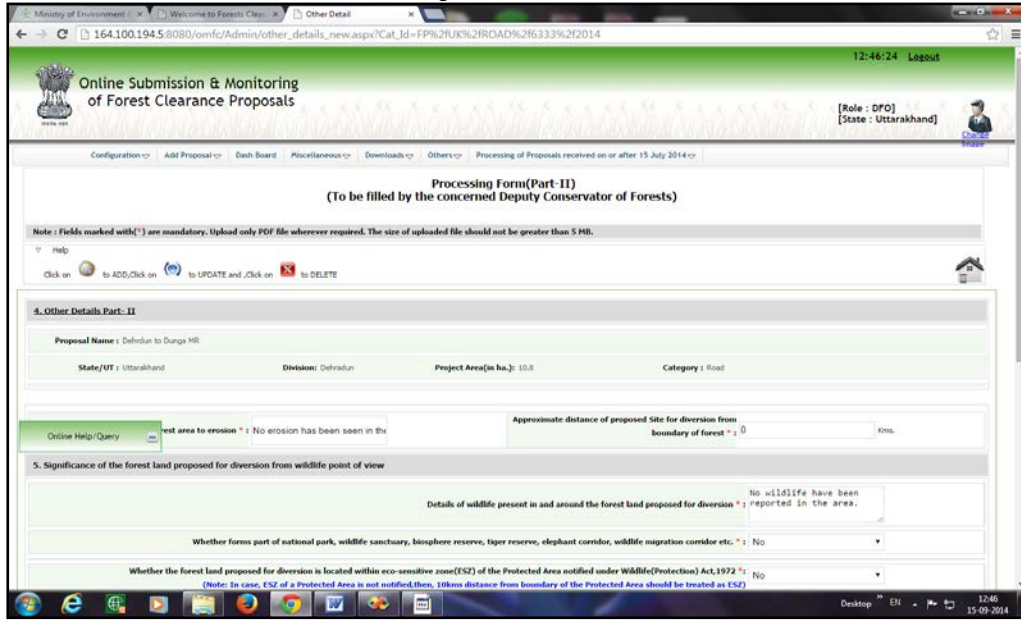 Ministry of Environment &
Welcome to Forests Clear
Other Detail
164.100.194.5:8080/omfc/Admin/other_details_new.aspx?Cat_Id=FP%2fUK%2fROAD%2f6333%2f2014
12:46:24 Logout
Online Submission & Monitoring
of Forest Clearance Proposals
[Role : DFO]
[State : Uttarakhand]
Change
Image
Configuration Add Proposal Dash Board Miscellaneous Downloads Others Processing of Proposals received on or after 15 July 2014
Processing Form(Part-II)
(To be filled by the concerned Deputy Conservator of Forests)
Note : Fields marked with(*) are mandatory. Upload only PDF file wherever required. The size of uploaded file should not be greater than 5 MB.
Help
Click on to ADD,Click on to UPDATE and ,Click on to DELETE
4. Other Details Part- II
Proposal Name : Dehrdun to Dunga MR
State/UT : Uttarakhand Division: Dehradun Project Area(in ha.): 10.8 Category : Road
rest area to erosion * : No erosion has been seen in the
Approximate distance of proposed Site for diversion from
boundary of forest * : 0 Kms.
Online Help/Query
5. Significance of the forest land proposed for diversion from wildlife point of view
Details of wildlife present in and around the forest land proposed for diversion * :
No wildlife have been
reported in the area.
Whether forms part of national park, wildlife sanctuary, biosphere reserve, tiger reserve, elephant corridor, wildlife migration corridor etc. * : No
Whether the forest land proposed for diversion is located within eco-sensitive zone(ESZ) of the Protected Area notified under Wildlife(Protection) Act,1972 *: No
(Note: In case, ESZ of a Protected Area is not notified,then, 10kms distance from boundary of the Protected Area should be treated as ESZ)
Desktop EN 12:46
15-09-2014